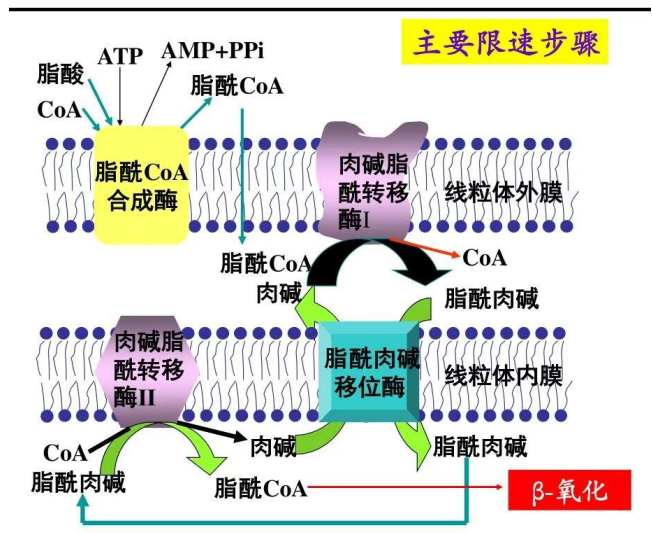 主要限速步骤
ATP
AMP+PPi
脂酸
CoA
脂酰CoA
脂酰CoA
合成酶
肉碱脂
酰转移
酶I
线粒体外膜
脂酰CoA
肉碱
CoA
脂酰肉碱
肉碱脂
酰转移
酶II
脂酰肉碱
移位酶
线粒体内膜
CoA
脂酰肉碱
肉碱
脂酰肉碱
脂酰CoA
β-氧化